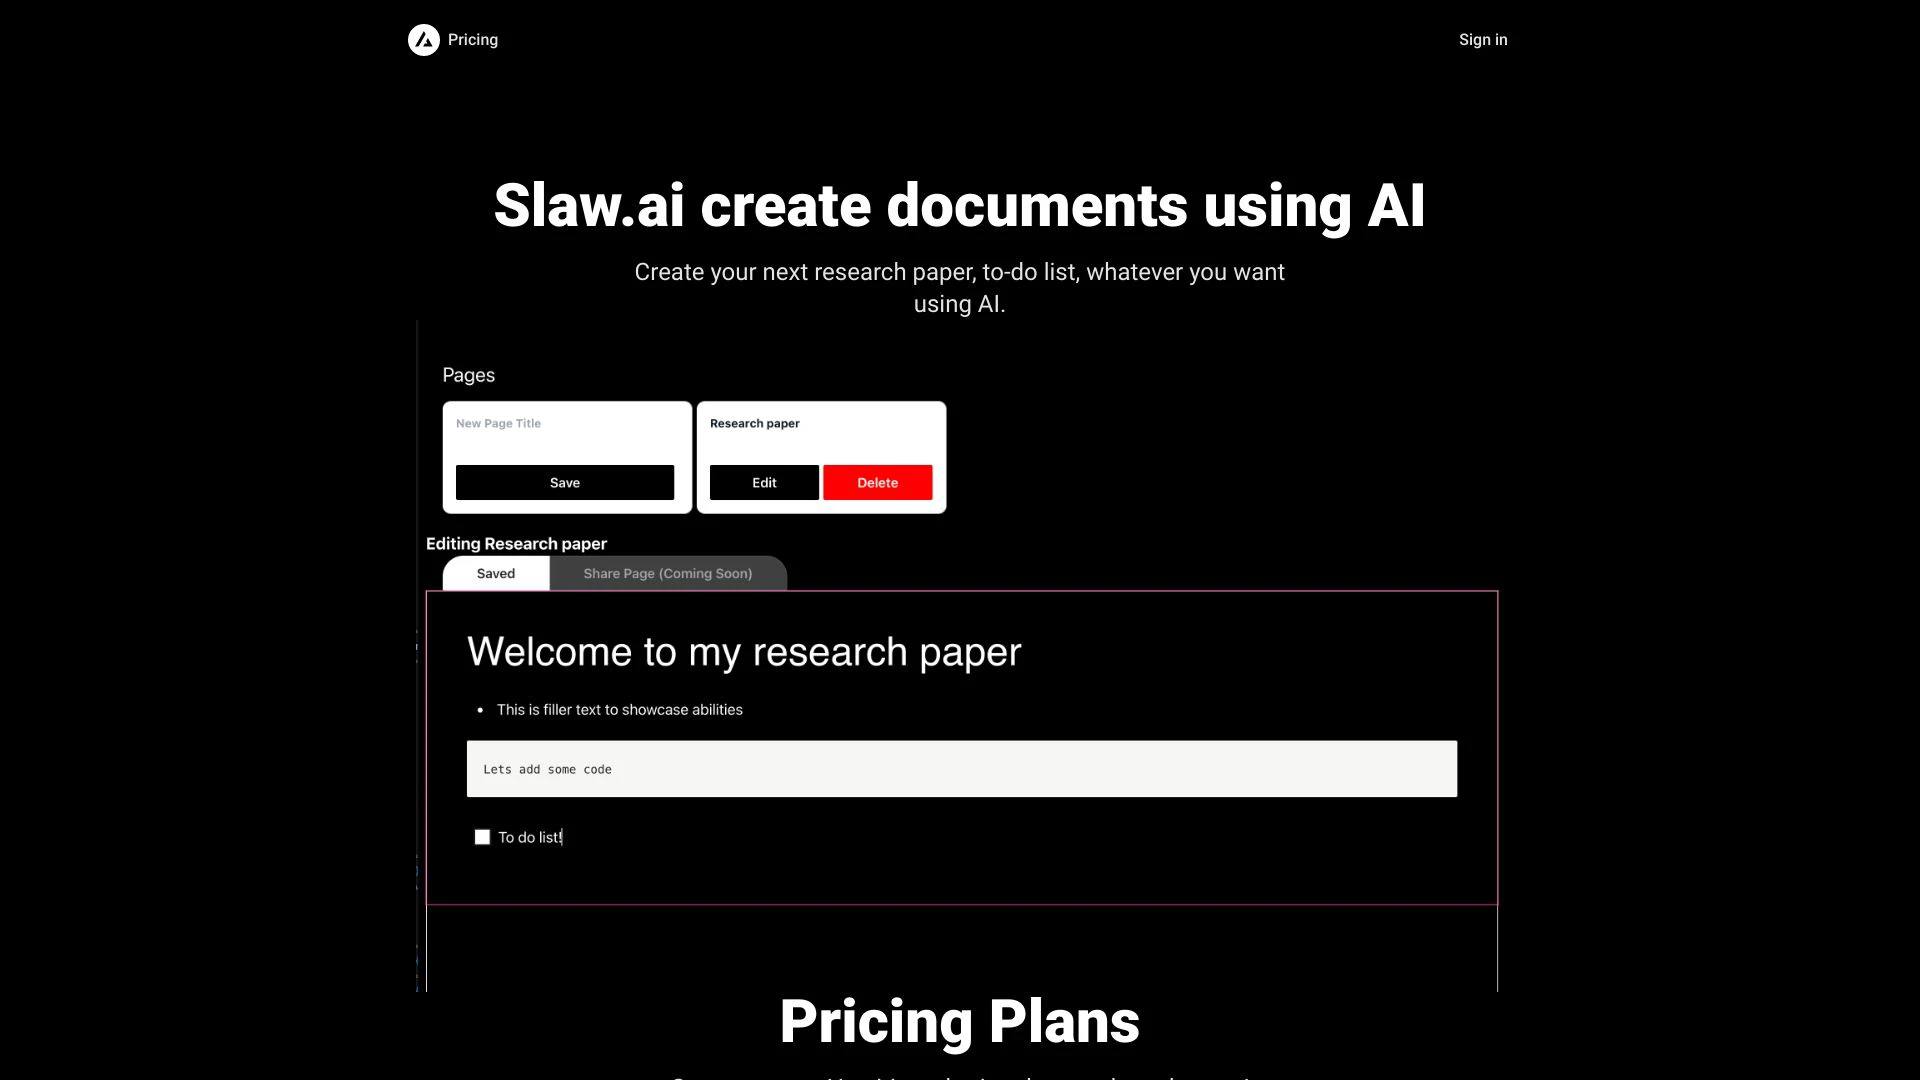 Pricing
Sign in
Slaw.ai create documents using AI
Create your next research paper, to-do list, whatever you want
using AI.
Pages
New Page Title
Save
Research paper
Edit
Delete
Editing Research paper
Saved
Share Page (Coming Soon)
Welcome to my research paper
• This is filler text to showcase abilities
Lets add some code
To do list!
Pricing Plans